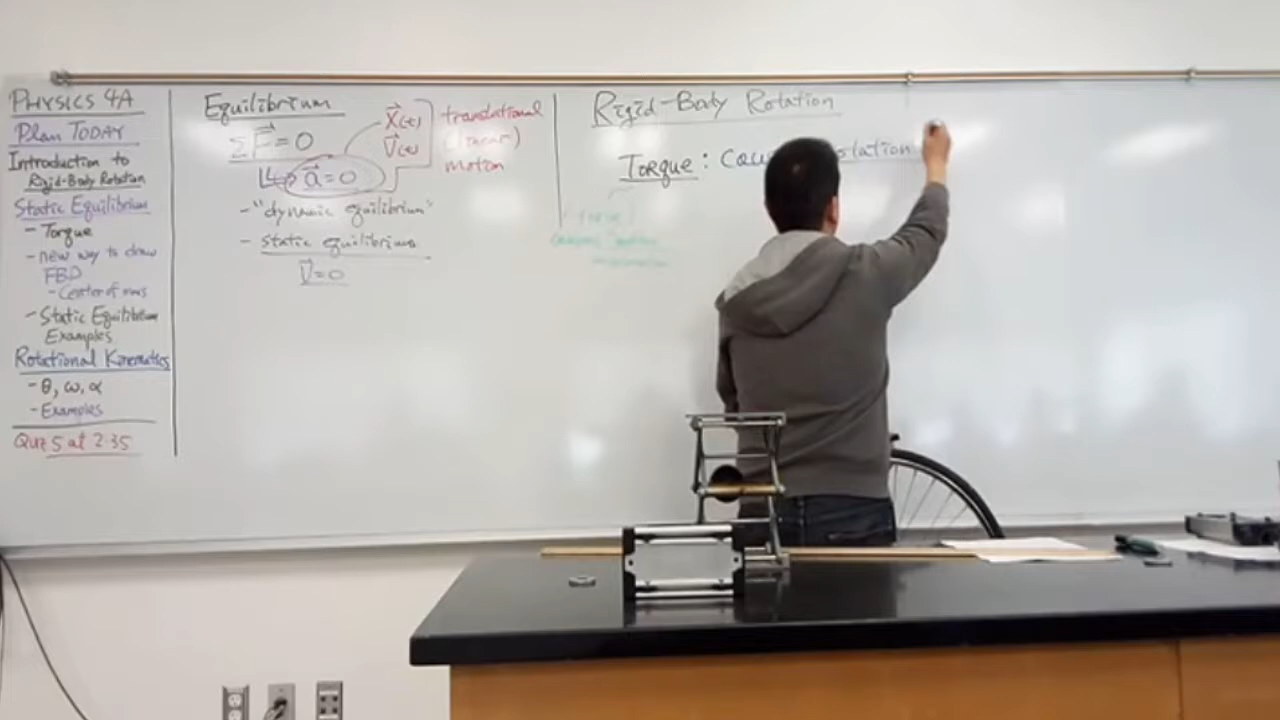 PHYSICS 4A
Plan TODAY
Introduction to
Rigid-Body Rotation
Static Equilibrium
- Torque
- new way to draw
FBD
- Center of mass
- Static Equilibrium
Examples
Rotational Kinematics
- θ, ω, α
- Examples
Quiz 5 at 2:35
Equilibrium
ΣF⃗ = 0
↳ a⃗ = 0
- "dynamic equilibrium"
- static equilibrium
v⃗ = 0
x⃗(t)
v⃗(t)
translational
(linear)
motion
Rigid-Body Rotation
Torque:
force
causes linear